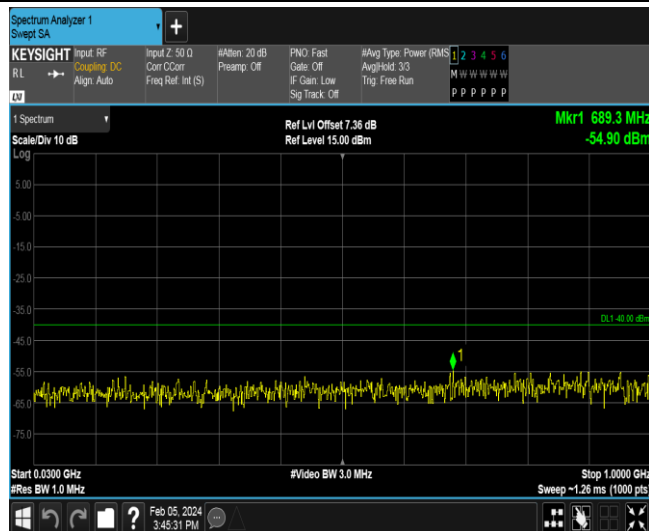 Spectrum Analyzer 1
Swept SA
+
KEYSIGHT
RL
Input: RF
Coupling: DC
Align: Auto
Input Z: 50 Ω
Corr CCorr
Freq Ref: Int (S)
#Atten: 20 dB
Preamp: Off
PNO: Fast
Gate: Off
IF Gain: Low
Sig Track: Off
#Avg Type: Power (RMS
Avg|Hold: 3/3
Trig: Free Run
1 2 3 4 5 6
M W W W W W
P P P P P P
1 Spectrum
Scale/Div 10 dB
Ref Lvl Offset 7.36 dB
Ref Level 15.00 dBm
Mkr1 689.3 MHz
-54.90 dBm
Log
5.00
-5.00
-15.0
-25.0
-35.0
DL1 -40.00 dBm
-45.0
1
-55.0
-65.0
-75.0
Start 0.0300 GHz
#Res BW 1.0 MHz
#Video BW 3.0 MHz
Stop 1.0000 GHz
Sweep ~1.26 ms (1000 pts)
?
Feb 05, 2024
3:45:31 PM